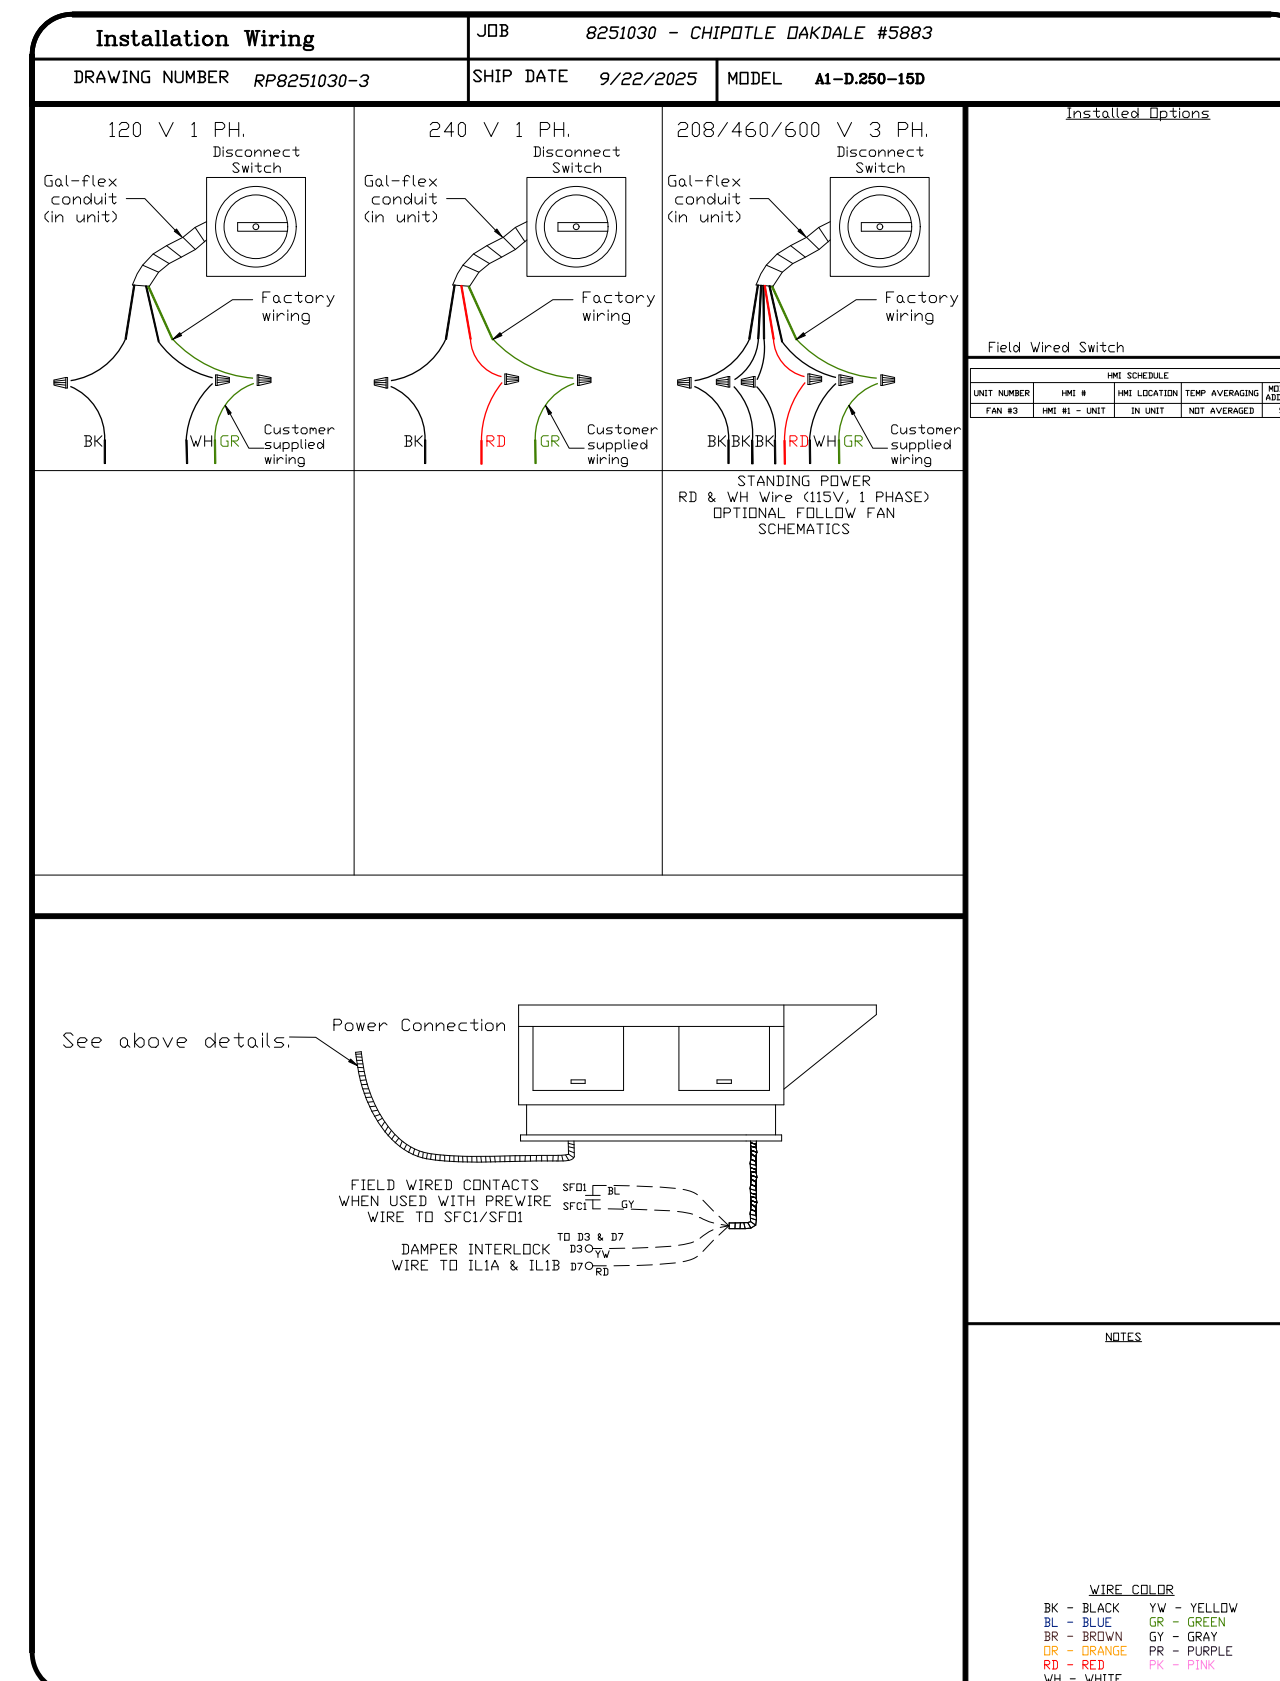 Installation Wiring
JOB 8251030 - CHIPOTLE OAKDALE #5883
DRAWING NUMBER RP8251030-3
SHIP DATE 9/22/2025
MODEL A1-D.250-15D
120 V 1 PH.
Disconnect
Switch
Gal-flex
conduit
(in unit)
Factory
wiring
BK
WH
GR
Customer
supplied
wiring
240 V 1 PH.
Disconnect
Switch
Gal-flex
conduit
(in unit)
Factory
wiring
BK
RD
GR
Customer
supplied
wiring
208/460/600 V 3 PH.
Disconnect
Switch
Gal-flex
conduit
(in unit)
Factory
wiring
BK
BK
BK
RD
WH
GR
Customer
supplied
wiring
STANDING POWER
RD & WH Wire (115V, 1 PHASE)
OPTIONAL FOLLOW FAN
SCHEMATICS
Installed Options
Field Wired Switch
HMI SCHEDULE
UNIT NUMBER HMI # HMI LOCATION TEMP AVERAGING
FAN #3 HMI #1 - UNIT IN UNIT NOT AVERAGED
See above details.
Power Connection
FIELD WIRED CONTACTS
WHEN USED WITH PREWIRE
WIRE TO SFC1/SFO1
SFO1 BL
SFC1 GY
TO D3 & D7
DAMPER INTERLOCK
WIRE TO IL1A & IL1B
D3 YW
D7 RD
NOTES
WIRE COLOR
BK - BLACK YW - YELLOW
BL - BLUE GR - GREEN
BR - BROWN GY - GRAY
OR - ORANGE PR - PURPLE
RD - RED PK - PINK
WH - WHITE